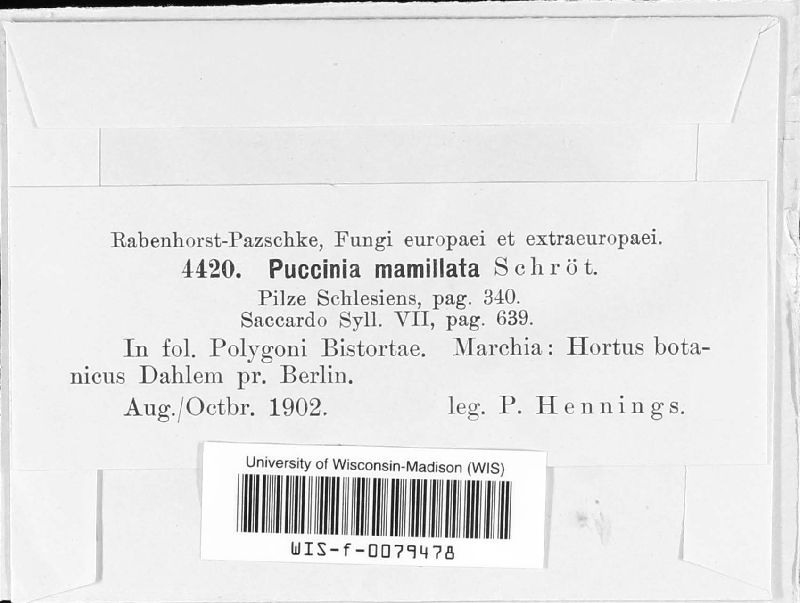 Rabenhorst-Pazschke, Fungi europaei et extraeuropaei.
4420. Puccinia mamillata Schröt.
Pilze Schlesiens, pag. 340.
Saccardo Syll. VII, pag. 639.
In fol. Polygoni Bistortae. Marchia: Hortus bota-
nicus Dahlem pr. Berlin.
Aug./Octbr. 1902. leg. P. Hennings.
University of Wisconsin-Madison (WIS)
WIS-f-0079478